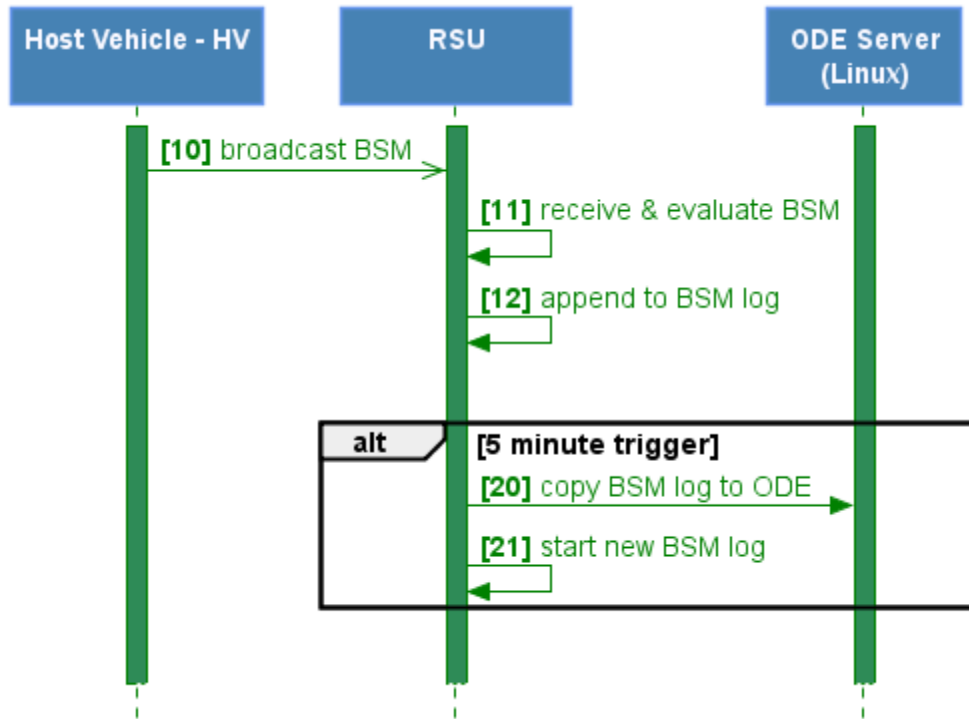 Host Vehicle - HV
RSU
ODE Server
(Linux)
[10] broadcast BSM
[11] receive & evaluate BSM
[12] append to BSM log
alt
[5 minute trigger]
[20] copy BSM log to ODE
[21] start new BSM log